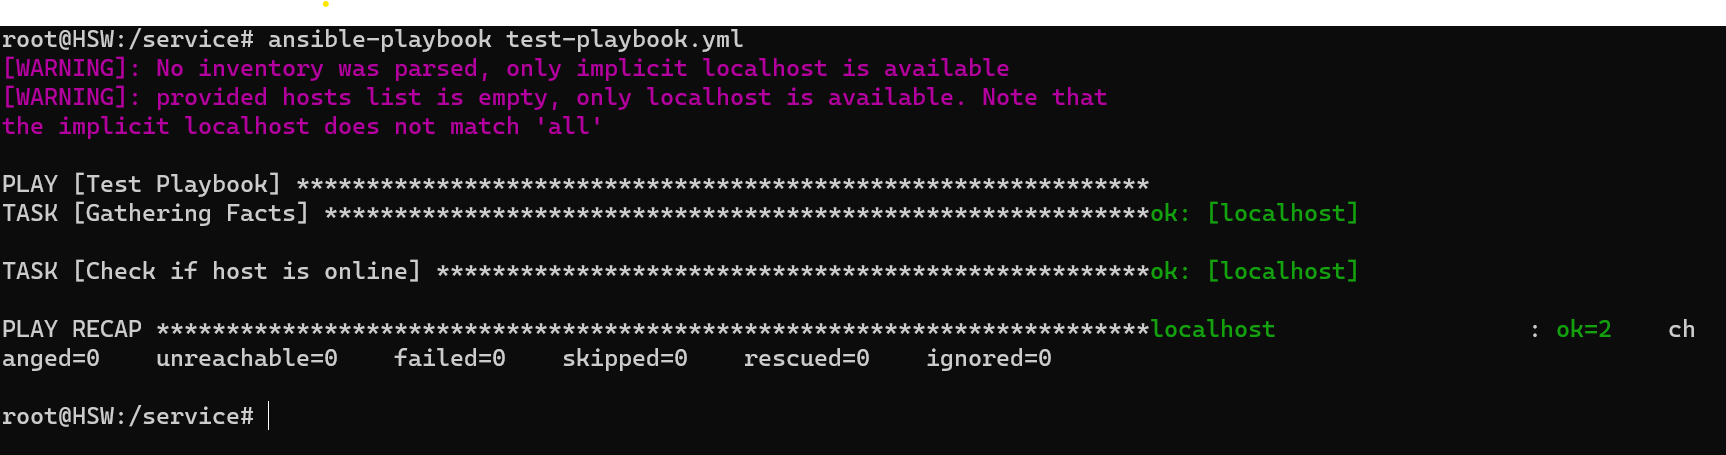 root@HSW:/service# ansible-playbook test-playbook.yml
[WARNING]: No inventory was parsed, only implicit localhost is available
[WARNING]: provided hosts list is empty, only localhost is available. Note that
the implicit localhost does not match 'all'
PLAY [Test Playbook] *************************************************************
TASK [Gathering Facts] ***********************************************************ok: [localhost]
TASK [Check if host is online] ***************************************************ok: [localhost]
PLAY RECAP ***********************************************************************localhost                  : ok=2    ch
anged=0    unreachable=0    failed=0    skipped=0    rescued=0    ignored=0
root@HSW:/service#